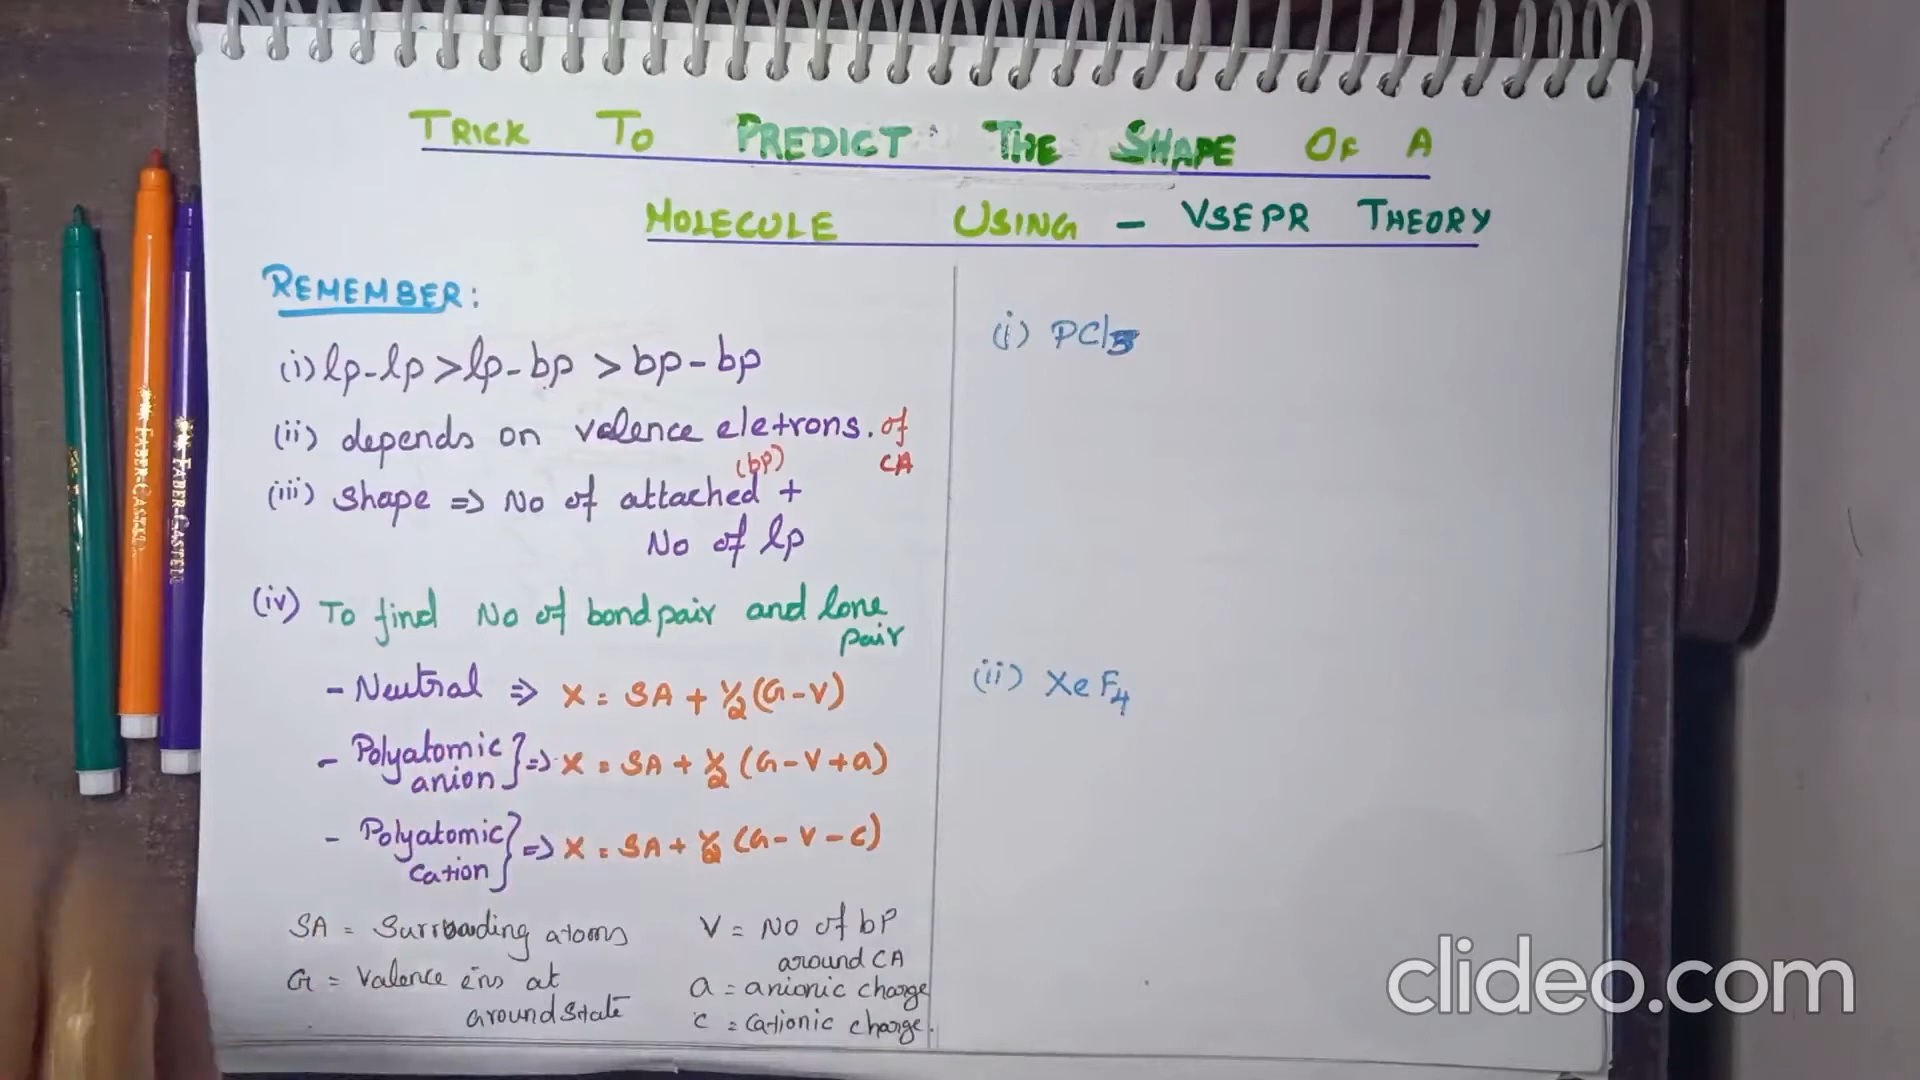 TRICK TO PREDICT THE SHAPE OF A
MOLECULE USING - VSEPR THEORY
REMEMBER:
(i) lp-lp > lp-bp > bp-bp
(ii) depends on valence eletrons. of
CA
(bp)
(iii) Shape => No of attached +
No of lp
(iv) To find No of bond pair and lone
pair
- Neutral => X = SA + 1/2 (G-V)
- Polyatomic
anion } => X = SA + 1/2 (G-V+a)
- Polyatomic
Cation } => X = SA + 1/2 (G-V-c)
SA = Surrounding atoms
G = Valence e⁻ns at
Ground state
V = No of bp
around CA
a = anionic charge
c = cationic charge.
(i) PCl
(ii) XeF4
FABER-CASTELL
FABER-CASTELL
clideo.com